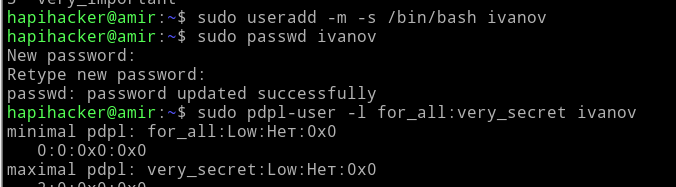 3  very_important
hapihacker@amir:~$ sudo useradd -m -s /bin/bash ivanov
hapihacker@amir:~$ sudo passwd ivanov
New password:
Retype new password:
passwd: password updated successfully
hapihacker@amir:~$ sudo pdpl-user -l for_all:very_secret ivanov
minimal pdpl: for_all:Low:Нет:0x0
   0:0:0x0:0x0
maximal pdpl: very_secret:Low:Нет:0x0
   2:0:0x0:0x0